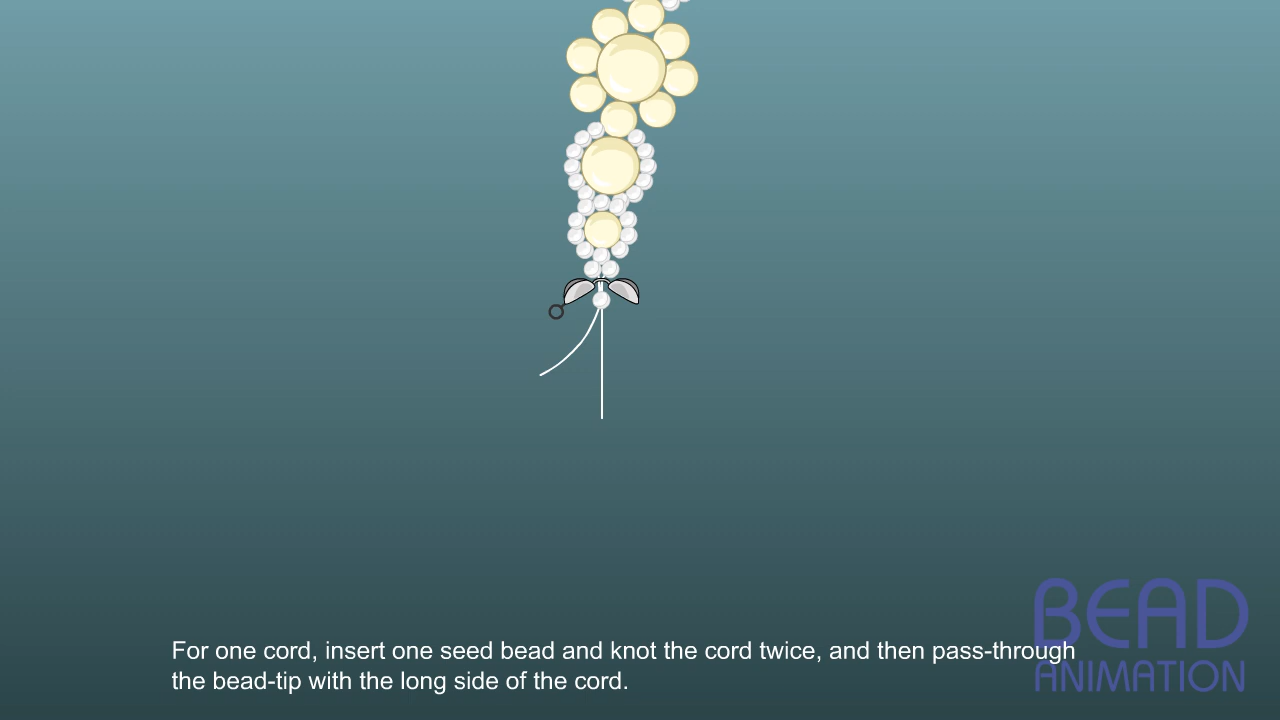 For one cord, insert one seed bead and knot the cord twice, and then pass-through
the bead-tip with the long side of the cord.
BEAD
ANIMATION